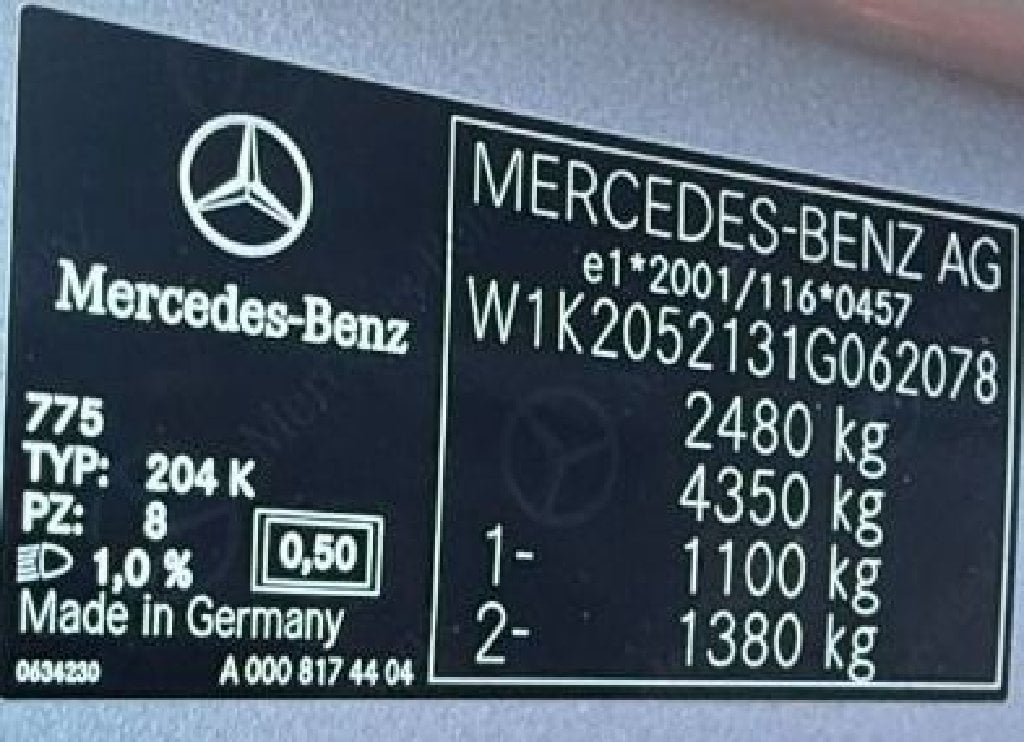 Mercedes-Benz
775
TYP: 204 K
PZ: 8
1,0 %
0,50
Made in Germany
0634230 A 000 817 44 04
MERCEDES-BENZ AG
e1*2001/116*0457
W1K2052131G062078
2480 kg
4350 kg
1- 1100 kg
2- 1380 kg